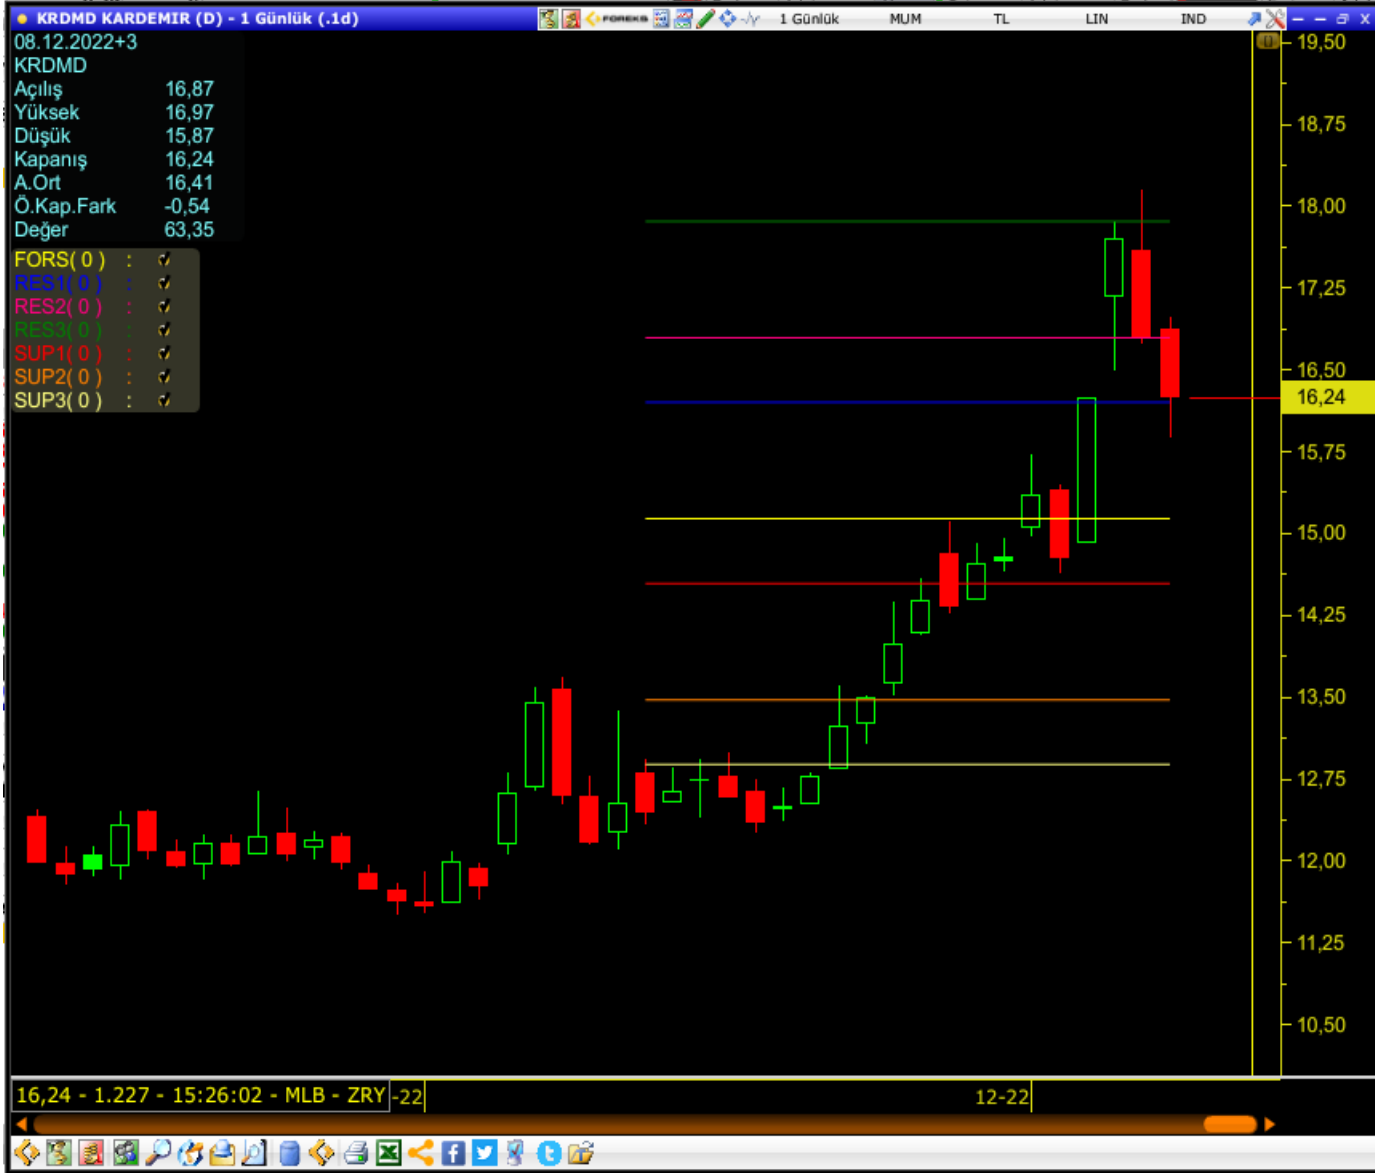 KRDMD KARDEMIR (D) - 1 Günlük (.1d)
FOREKS 1 Günlük MUM TL LIN IND
08.12.2022+3
KRDMD
Açılış 16,87
Yüksek 16,97
Düşük 15,87
Kapanış 16,24
A.Ort 16,41
Ö.Kap.Fark -0,54
Değer 63,35
FORS( 0 ) :
RES1( 0 ) :
RES2( 0 ) :
RES3( 0 ) :
SUP1( 0 ) :
SUP2( 0 ) :
SUP3( 0 ) :
19,50
18,75
18,00
17,25
16,50
16,24
15,75
15,00
14,25
13,50
12,75
12,00
11,25
10,50
16,24 - 1.227 - 15:26:02 - MLB - ZRY
-22
12-22